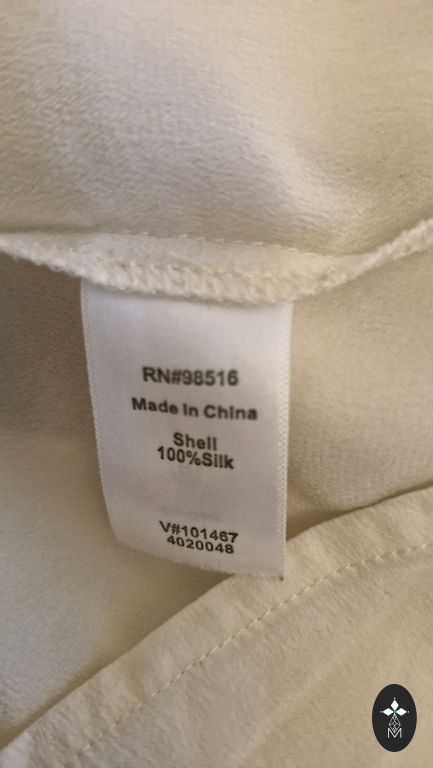 RN#98516
Made In China
Shell
100%Silk
V#101467
4020048
M